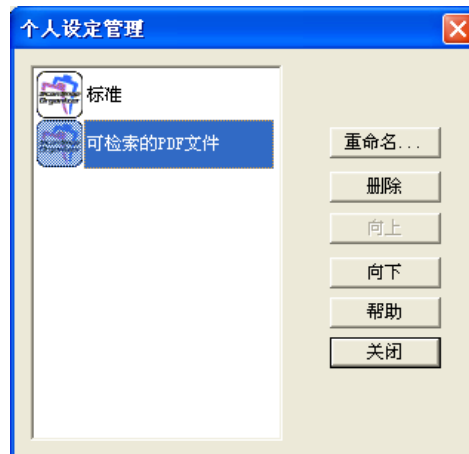 个人设定管理
标准
可检索的PDF文件
重命名...
删除
向上
向下
帮助
关闭